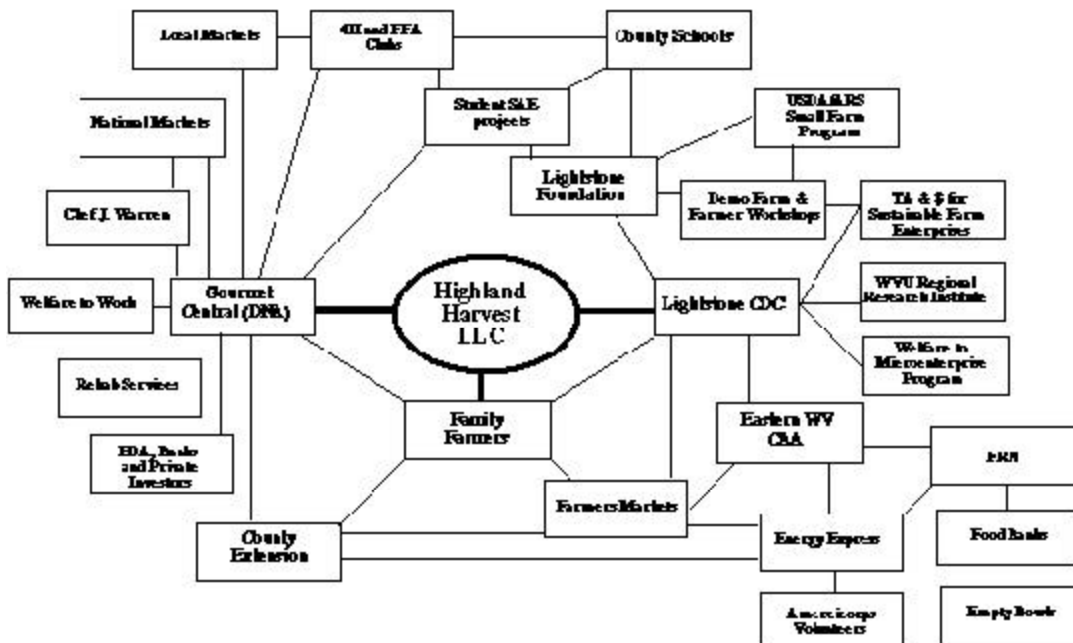 Local Markets
4H and FFA
Clubs
County Schools
National Markets
Student SAE
projects
USDA/ARS
Small Farm
Program
Lightstone
Foundation
Chef J. Warren
Demo Farm &
Farmer Workshops
TA & $ for
Sustainable Farm
Enterprises
Welfare to Work
Gourmet
Central (DNA)
Highland
Harvest
LLC
Lightstone CDC
WVU Regional
Research Institute
Rehab Services
Welfare to
Microenterprise
Program
Family
Farmers
Eastern WV
CAA
EDA, Banks
and Private
Investors
Farmers Markets
County
Extension
Energy Express
Food Banks
Americorps
Volunteers
Empty Bowls